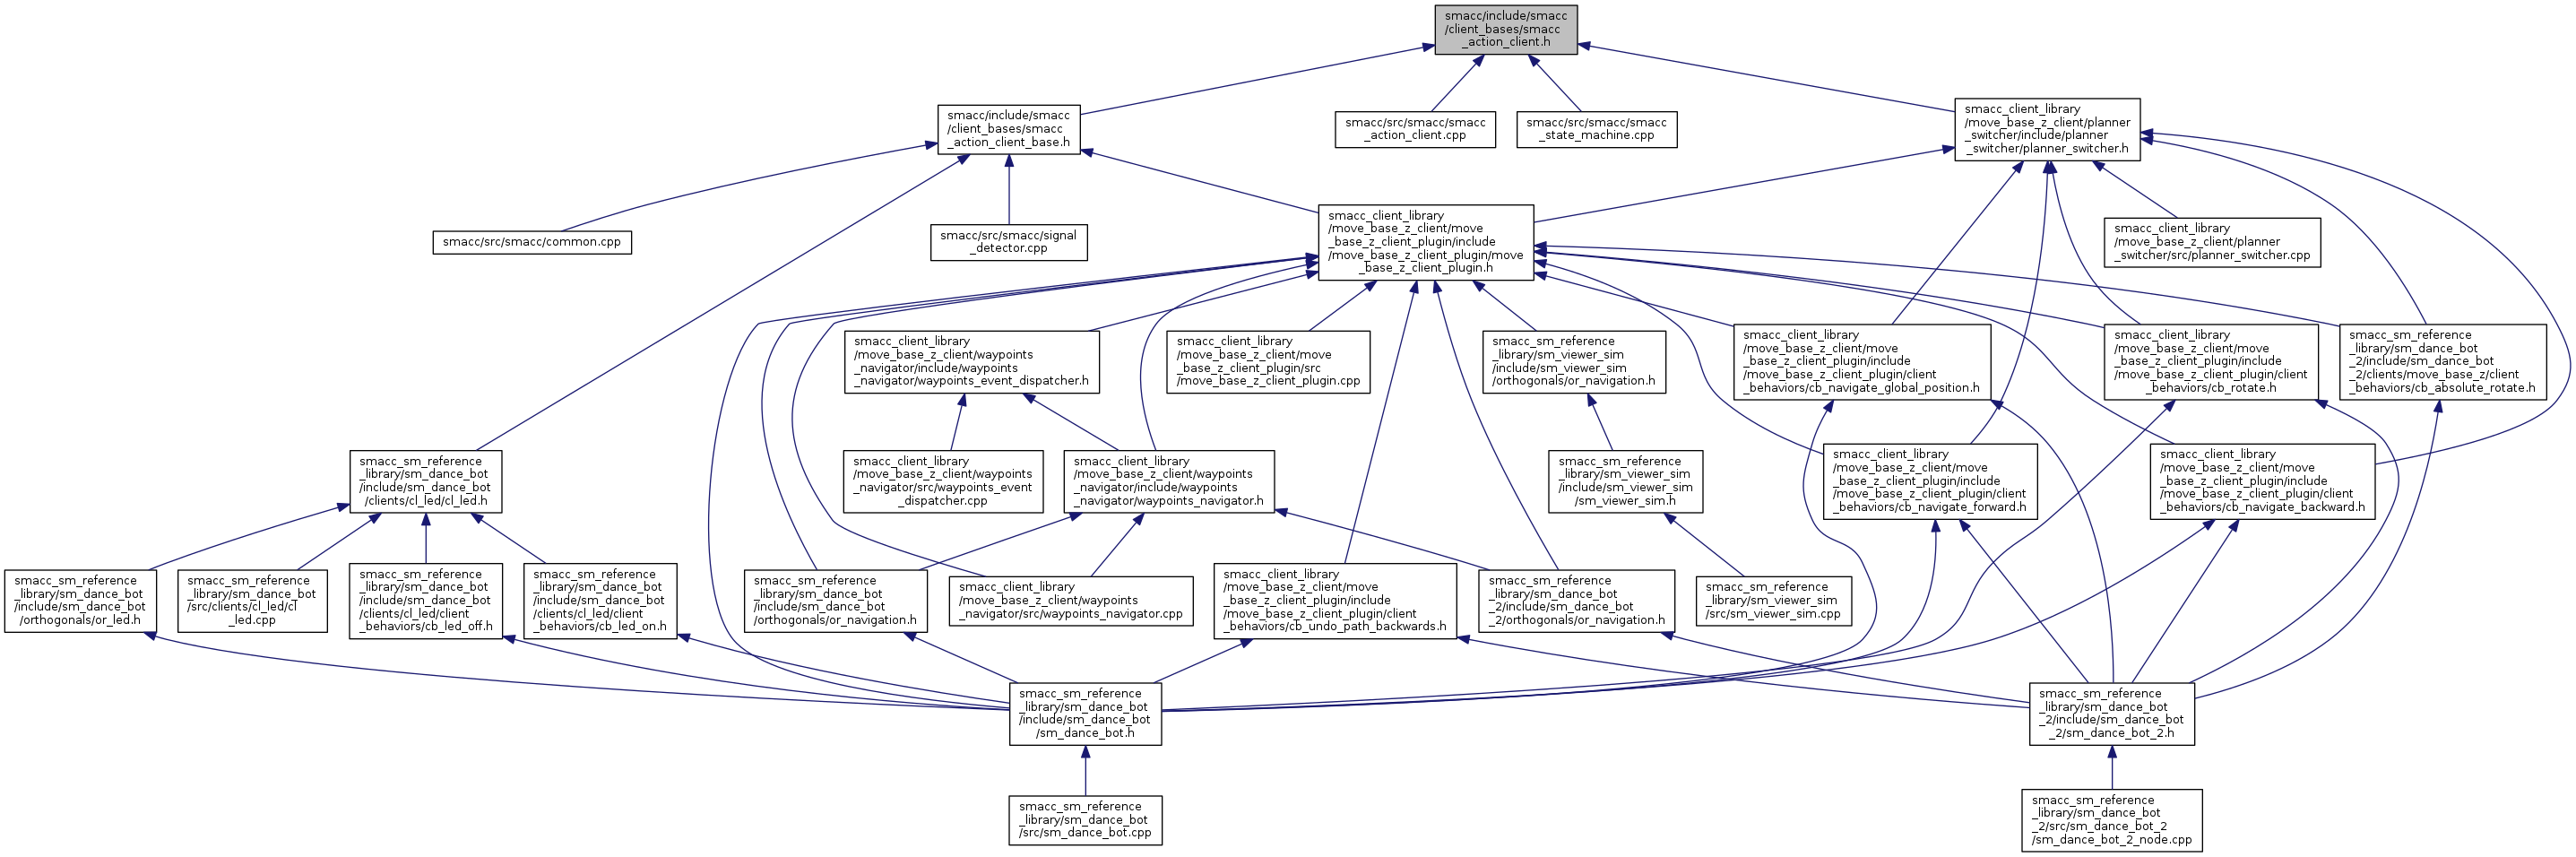 smacc/include/smacc
/client_bases/smacc
_action_client.h
smacc/include/smacc
/client_bases/smacc
_action_client_base.h
smacc/src/smacc/smacc
_action_client.cpp
smacc/src/smacc/smacc
_state_machine.cpp
smacc_client_library
/move_base_z_client/planner
_switcher/include/planner
_switcher/planner_switcher.h
smacc/src/smacc/common.cpp
smacc/src/smacc/signal
_detector.cpp
smacc_client_library
/move_base_z_client/move
_base_z_client_plugin/include
/move_base_z_client_plugin/move
_base_z_client_plugin.h
smacc_client_library
/move_base_z_client/planner
_switcher/src/planner_switcher.cpp
smacc_client_library
/move_base_z_client/waypoints
_navigator/include/waypoints
_navigator/waypoints_event_dispatcher.h
smacc_client_library
/move_base_z_client/move
_base_z_client_plugin/src
/move_base_z_client_plugin.cpp
smacc_sm_reference
_library/sm_viewer_sim
/include/sm_viewer_sim
/orthogonals/or_navigation.h
smacc_client_library
/move_base_z_client/move
_base_z_client_plugin/include
/move_base_z_client_plugin/client
_behaviors/cb_navigate_global_position.h
smacc_client_library
/move_base_z_client/move
_base_z_client_plugin/include
/move_base_z_client_plugin/client
_behaviors/cb_rotate.h
smacc_sm_reference
_library/sm_dance_bot
_2/include/sm_dance_bot
_2/clients/move_base_z/client
_behaviors/cb_absolute_rotate.h
smacc_sm_reference
_library/sm_dance_bot
/include/sm_dance_bot
/clients/cl_led/cl_led.h
smacc_client_library
/move_base_z_client/waypoints
_navigator/src/waypoints_event
_dispatcher.cpp
smacc_client_library
/move_base_z_client/waypoints
_navigator/include/waypoints
_navigator/waypoints_navigator.h
smacc_sm_reference
_library/sm_viewer_sim
/include/sm_viewer_sim
/sm_viewer_sim.h
smacc_client_library
/move_base_z_client/move
_base_z_client_plugin/include
/move_base_z_client_plugin/client
_behaviors/cb_navigate_forward.h
smacc_client_library
/move_base_z_client/move
_base_z_client_plugin/include
/move_base_z_client_plugin/client
_behaviors/cb_navigate_backward.h
smacc_sm_reference
_library/sm_dance_bot
/include/sm_dance_bot
/orthogonals/or_led.h
smacc_sm_reference
_library/sm_dance_bot
/src/clients/cl_led/cl
_led.cpp
smacc_sm_reference
_library/sm_dance_bot
/include/sm_dance_bot
/clients/cl_led/client
_behaviors/cb_led_off.h
smacc_sm_reference
_library/sm_dance_bot
/include/sm_dance_bot
/clients/cl_led/client
_behaviors/cb_led_on.h
smacc_sm_reference
_library/sm_dance_bot
/include/sm_dance_bot
/orthogonals/or_navigation.h
smacc_client_library
/move_base_z_client/waypoints
_navigator/src/waypoints_navigator.cpp
smacc_client_library
/move_base_z_client/move
_base_z_client_plugin/include
/move_base_z_client_plugin/client
_behaviors/cb_undo_path_backwards.h
smacc_sm_reference
_library/sm_dance_bot
_2/include/sm_dance_bot
_2/orthogonals/or_navigation.h
smacc_sm_reference
_library/sm_viewer_sim
/src/sm_viewer_sim.cpp
smacc_sm_reference
_library/sm_dance_bot
/include/sm_dance_bot
/sm_dance_bot.h
smacc_sm_reference
_library/sm_dance_bot
_2/include/sm_dance_bot
_2/sm_dance_bot_2.h
smacc_sm_reference
_library/sm_dance_bot
/src/sm_dance_bot.cpp
smacc_sm_reference
_library/sm_dance_bot
_2/src/sm_dance_bot_2
/sm_dance_bot_2_node.cpp